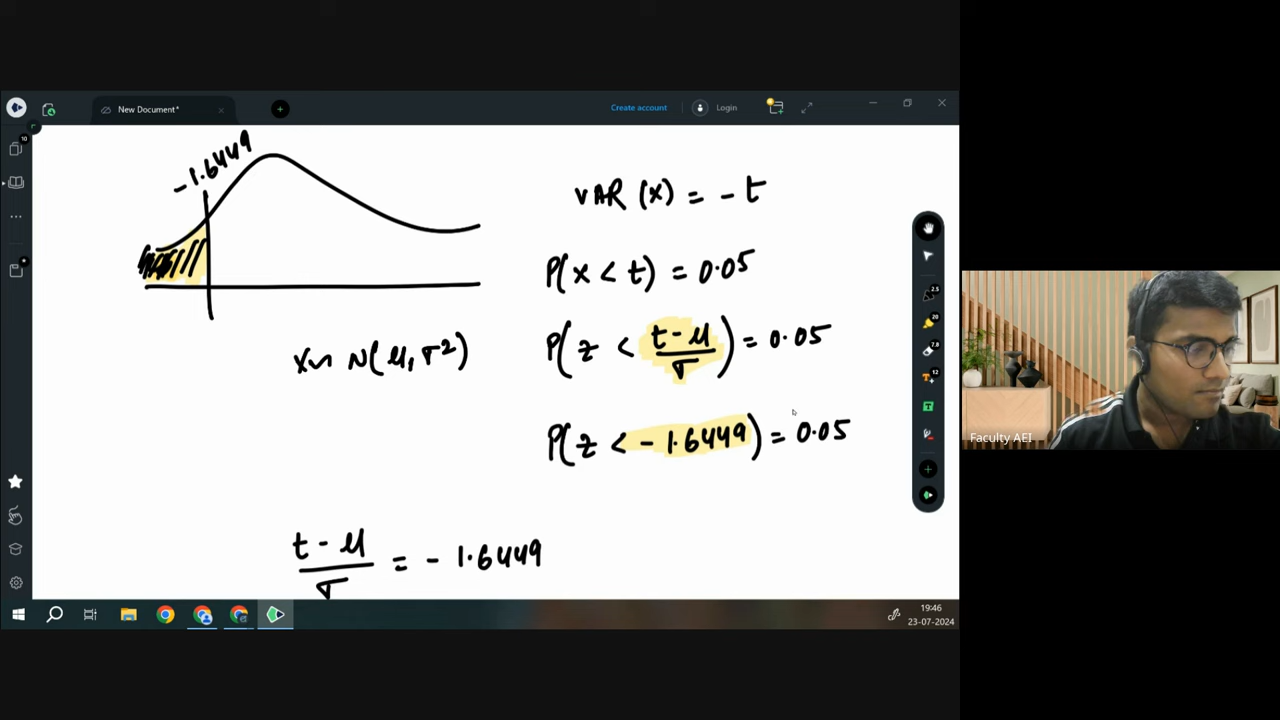 New Document*
Create account
Login
-1.6449
VAR (x) = - t
P(x < t) = 0.05
x ~ N(μ, σ²)
P(z < (t-μ)/σ) = 0.05
P(z < -1.6449) = 0.05
(t-μ)/σ = -1.6449
Faculty AEI
19:46
23-07-2024